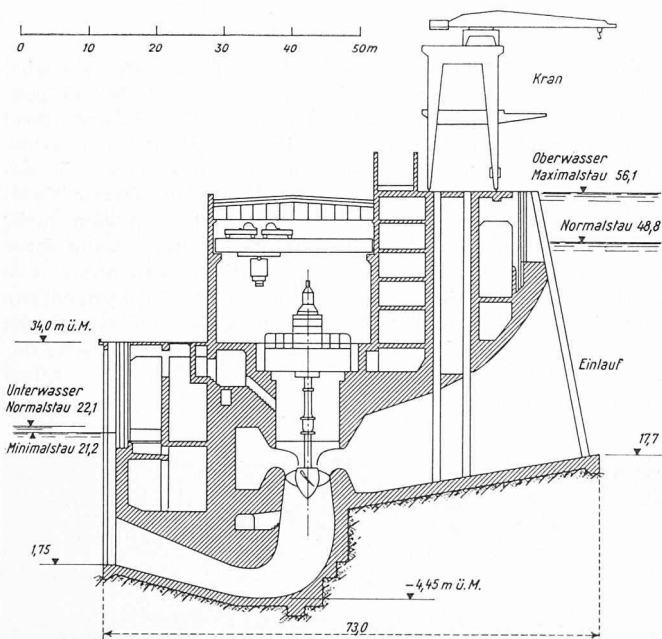 0 10 20 30 40 50 m
Kran
Oberwasser
Maximalstau 56,1
Normalstau 48,8
34,0 m ü.M.
Unterwasser
Normalstau 22,1
Minimalstau 21,2
Einlauf
17,7
1,75
−4,45 m ü.M.
73,0